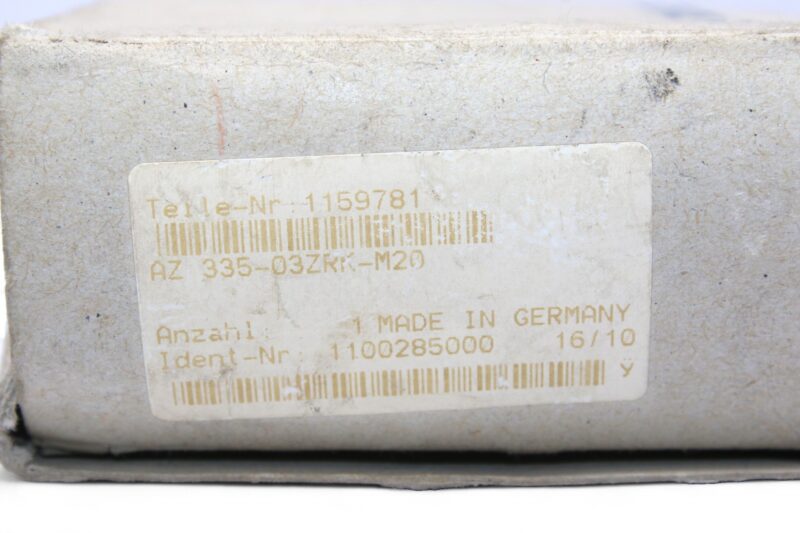 Teile-Nr 1159781
AZ 335-03ZRK-M20
Anzahl: 1 MADE IN GERMANY
Ident-Nr: 1100285000 16/10
ÿ